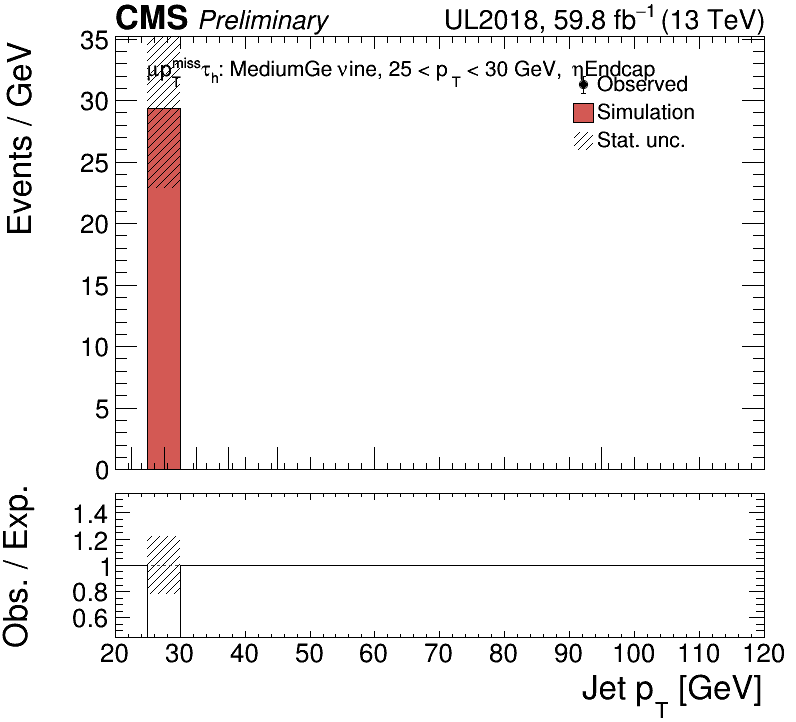 CMS Preliminary UL2018, 59.8 fb⁻¹ (13 TeV)
Events / GeV
35
μp_T^miss τ_h: MediumGe vine, 25 < p_T < 30 GeV, ηEndcap
Observed
30
Simulation
Stat. unc.
25
20
15
10
5
0
Obs. / Exp.
1.4
1.2
1
0.8
0.6
20 30 40 50 60 70 80 90 100 110 120
Jet p_T [GeV]